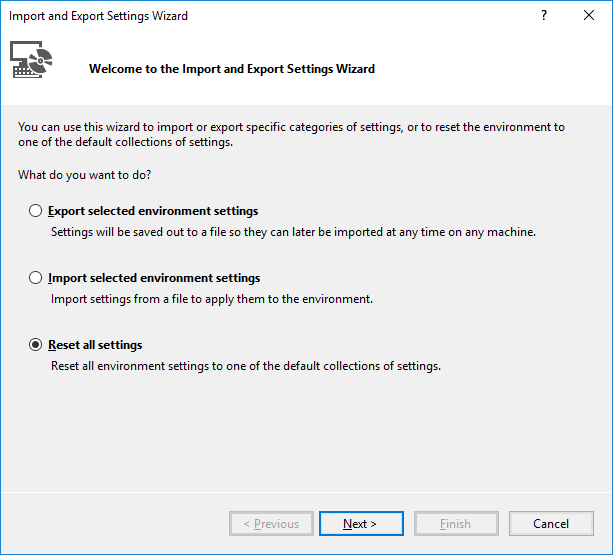 Import and Export Settings Wizard
?
Welcome to the Import and Export Settings Wizard
You can use this wizard to import or export specific categories of settings, or to reset the environment to
one of the default collections of settings.
What do you want to do?
Export selected environment settings
Settings will be saved out to a file so they can later be imported at any time on any machine.
Import selected environment settings
Import settings from a file to apply them to the environment.
Reset all settings
Reset all environment settings to one of the default collections of settings.
< Previous
Next >
Finish
Cancel